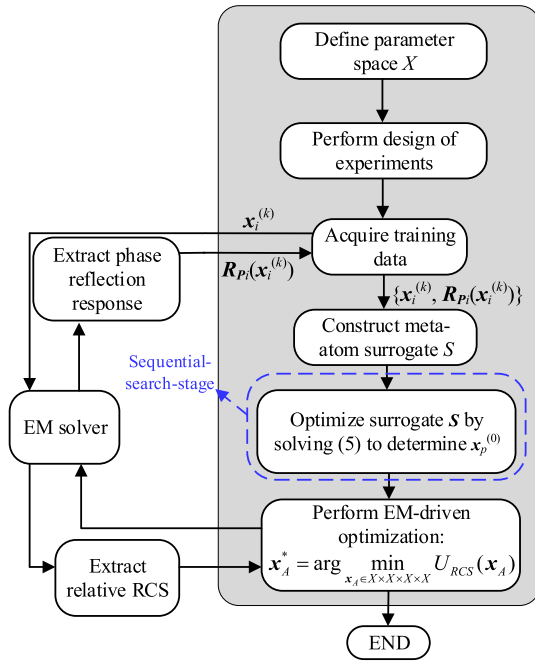 Define parameter
space X
Perform design of
experiments
x_i^(k)
Acquire training
data
Extract phase
reflection
response
R_Pi(x_i^(k))
{x_i^(k), R_Pi(x_i^(k))}
Construct meta-
atom surrogate S
Sequential-
search-stage
Optimize surrogate S by
solving (5) to determine x_p^(0)
EM solver
Perform EM-driven
optimization:
x_A^* = arg min_{x_A∈X×X×X×X} U_RCS(x_A)
Extract
relative RCS
END